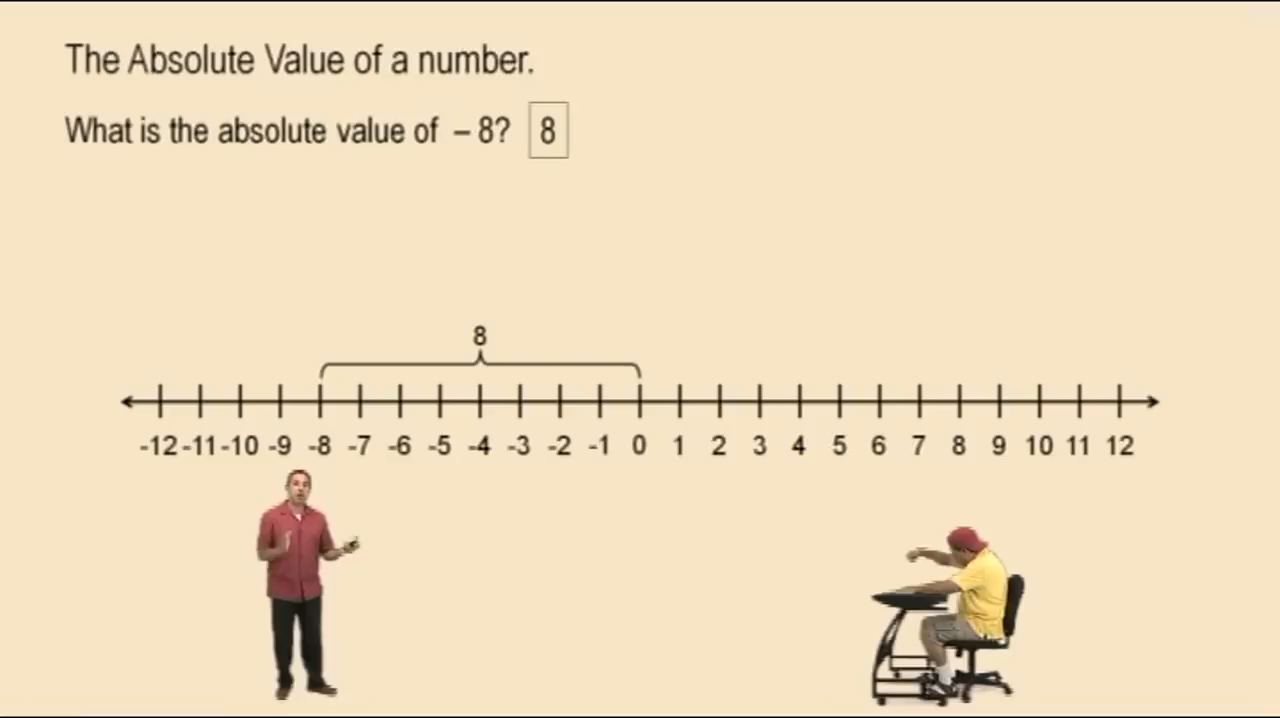 The Absolute Value of a number.
What is the absolute value of – 8? 8
8
-12 -11 -10 -9 -8 -7 -6 -5 -4 -3 -2 -1 0 1 2 3 4 5 6 7 8 9 10 11 12